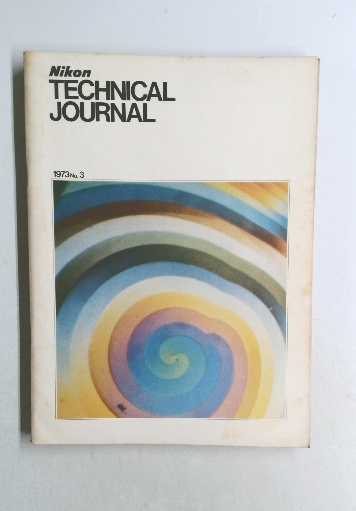 Nikon
TECHNICAL
JOURNAL
1973 No. 3